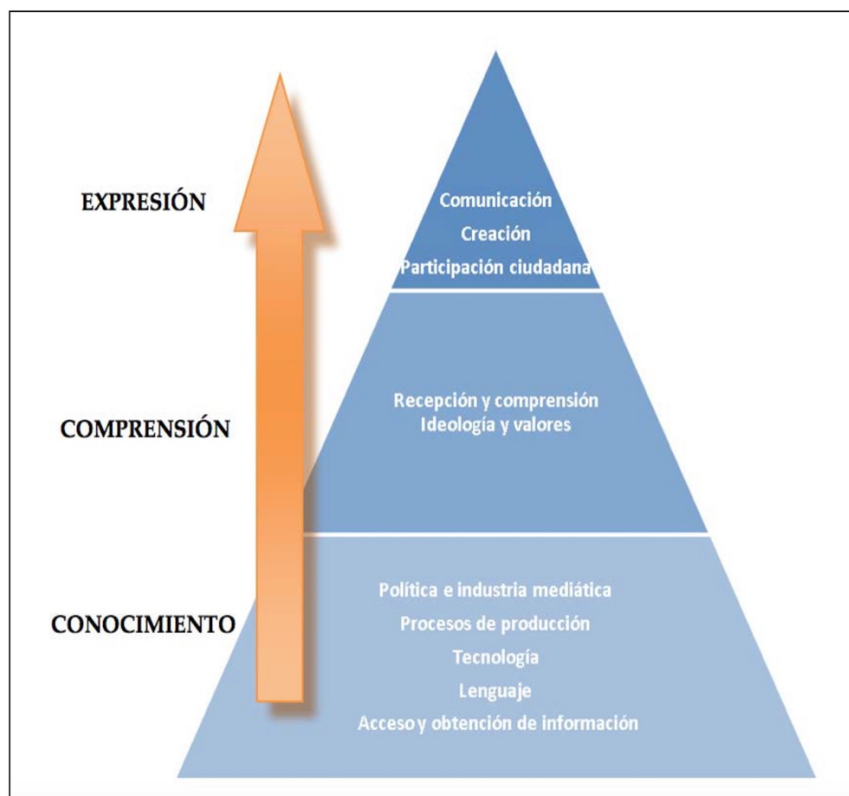 EXPRESIÓN
Comunicación
Creación
Participación ciudadana
COMPRENSIÓN
Recepción y comprensión
Ideología y valores
CONOCIMIENTO
Política e industria mediática
Procesos de producción
Tecnología
Lenguaje
Acceso y obtención de información